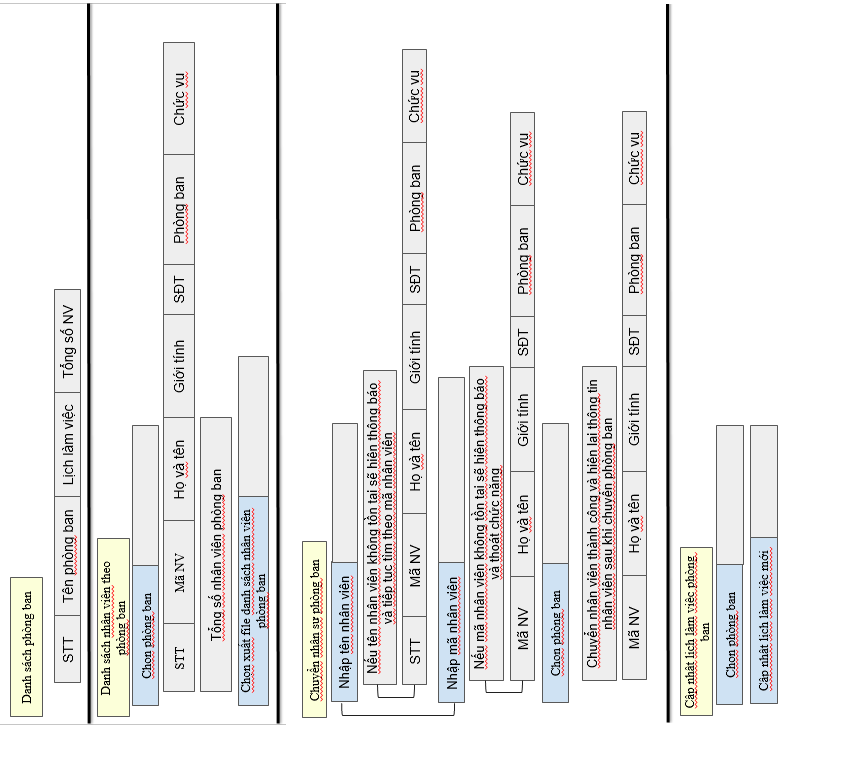 Danh sách phòng ban
STT
Tên phòng ban
Lịch làm việc
Tổng số NV
Danh sách nhân viên theo
phòng ban
Chọn phòng ban
STT
Mã NV
Họ và tên
Giới tính
SĐT
Phòng ban
Chức vụ
Tổng số nhân viên phòng ban
Chọn xuất file danh sách nhân viên
phòng ban
Chuyển nhân sự phòng ban
Nhập tên nhân viên
Nếu tên nhân viên không tồn tại sẽ hiện thông báo
và tiếp tục tìm theo mã nhân viên
STT
Mã NV
Họ và tên
Giới tính
SĐT
Phòng ban
Chức vụ
Nhập mã nhân viên
Nếu mã nhân viên không tồn tại sẽ hiện thông báo
và thoát chức năng
Mã NV
Họ và tên
Giới tính
SĐT
Phòng ban
Chức vụ
Chọn phòng ban
Chuyển nhân viên thành công và hiện lại thông tin
nhân viên sau khi chuyển phòng ban
Mã NV
Họ và tên
Giới tính
SĐT
Phòng ban
Chức vụ
Cập nhật lịch làm việc phòng
ban
Chọn phòng ban
Cập nhật lịch làm việc mới